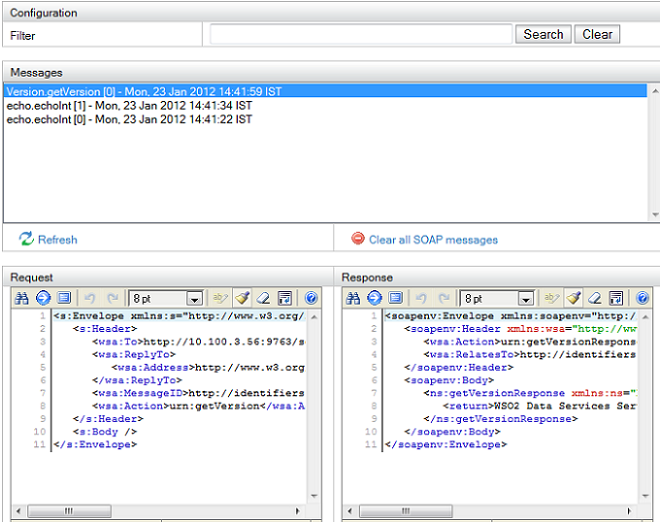 Configuration
Filter
Search Clear
Messages
Version.getVersion [0] - Mon, 23 Jan 2012 14:41:59 IST
echo.echoInt [1] - Mon, 23 Jan 2012 14:41:34 IST
echo.echoInt [0] - Mon, 23 Jan 2012 14:41:22 IST
Refresh
Clear all SOAP messages
Request
8 pt
1 <s:Envelope xmlns:s="http://www.w3.org/
2 <s:Header>
3 <wsa:To>http://10.100.3.56:9763/s
4 <wsa:ReplyTo>
5 <wsa:Address>http://www.w3.org
6 </wsa:ReplyTo>
7 <wsa:MessageID>http://identifiers
8 <wsa:Action>urn:getVersion</wsa:A
9 </s:Header>
10 <s:Body />
11 </s:Envelope>
Response
8 pt
1 <soapenv:Envelope xmlns:soapenv="http:/
2 <soapenv:Header xmlns:wsa="http://ww
3 <wsa:Action>urn:getVersionRespons
4 <wsa:RelatesTo>http://identifiers
5 </soapenv:Header>
6 <soapenv:Body>
7 <ns:getVersionResponse xmlns:ns="
8 <return>WSO2 Data Services Ser
9 </ns:getVersionResponse>
10 </soapenv:Body>
11 </soapenv:Envelope>